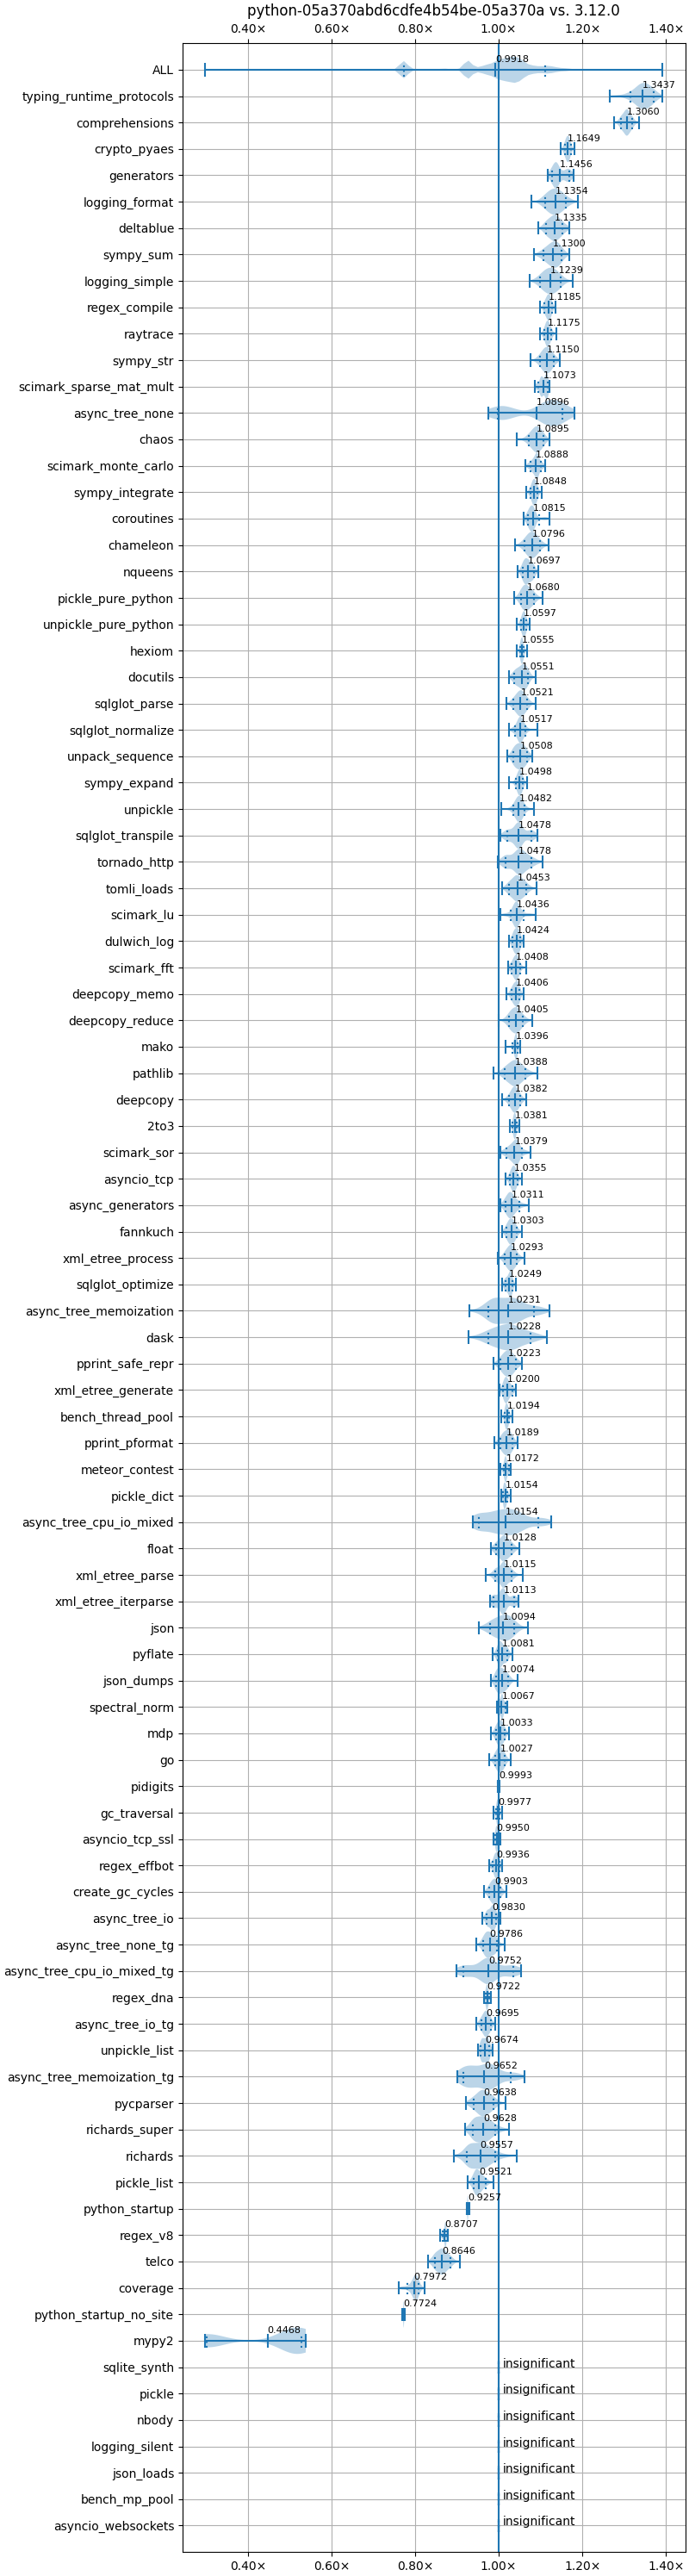 python-05a370abd6cdfe4b54be-05a370a vs. 3.12.0
0.40× 0.60× 0.80× 1.00× 1.20× 1.40×
ALL 0.9918
typing_runtime_protocols 1.3437
comprehensions 1.3060
crypto_pyaes 1.1649
generators 1.1456
logging_format 1.1354
deltablue 1.1335
sympy_sum 1.1300
logging_simple 1.1239
regex_compile 1.1185
raytrace 1.1175
sympy_str 1.1150
scimark_sparse_mat_mult 1.1073
async_tree_none 1.0896
chaos 1.0895
scimark_monte_carlo 1.0888
sympy_integrate 1.0848
coroutines 1.0815
chameleon 1.0796
nqueens 1.0697
pickle_pure_python 1.0680
unpickle_pure_python 1.0597
hexiom 1.0555
docutils 1.0551
sqlglot_parse 1.0521
sqlglot_normalize 1.0517
unpack_sequence 1.0508
sympy_expand 1.0498
unpickle 1.0482
sqlglot_transpile 1.0478
tornado_http 1.0478
tomli_loads 1.0453
scimark_lu 1.0436
dulwich_log 1.0424
scimark_fft 1.0408
deepcopy_memo 1.0406
deepcopy_reduce 1.0405
mako 1.0396
pathlib 1.0388
deepcopy 1.0382
2to3 1.0381
scimark_sor 1.0379
asyncio_tcp 1.0355
async_generators 1.0311
fannkuch 1.0303
xml_etree_process 1.0293
sqlglot_optimize 1.0249
async_tree_memoization 1.0231
dask 1.0228
pprint_safe_repr 1.0223
xml_etree_generate 1.0200
bench_thread_pool 1.0194
pprint_pformat 1.0189
meteor_contest 1.0172
pickle_dict 1.0154
async_tree_cpu_io_mixed 1.0154
float 1.0128
xml_etree_parse 1.0115
xml_etree_iterparse 1.0113
json 1.0094
pyflate 1.0081
json_dumps 1.0074
spectral_norm 1.0067
mdp 1.0033
go 1.0027
pidigits 0.9993
gc_traversal 0.9977
asyncio_tcp_ssl 0.9950
regex_effbot 0.9936
create_gc_cycles 0.9903
async_tree_io 0.9830
async_tree_none_tg 0.9786
async_tree_cpu_io_mixed_tg 0.9752
regex_dna 0.9722
async_tree_io_tg 0.9695
unpickle_list 0.9674
async_tree_memoization_tg 0.9652
pycparser 0.9638
richards_super 0.9628
richards 0.9557
pickle_list 0.9521
python_startup 0.9257
regex_v8 0.8707
telco 0.8646
coverage 0.7972
python_startup_no_site 0.7724
mypy2 0.4468
sqlite_synth insignificant
pickle insignificant
nbody insignificant
logging_silent insignificant
json_loads insignificant
bench_mp_pool insignificant
asyncio_websockets insignificant
0.40× 0.60× 0.80× 1.00× 1.20× 1.40×